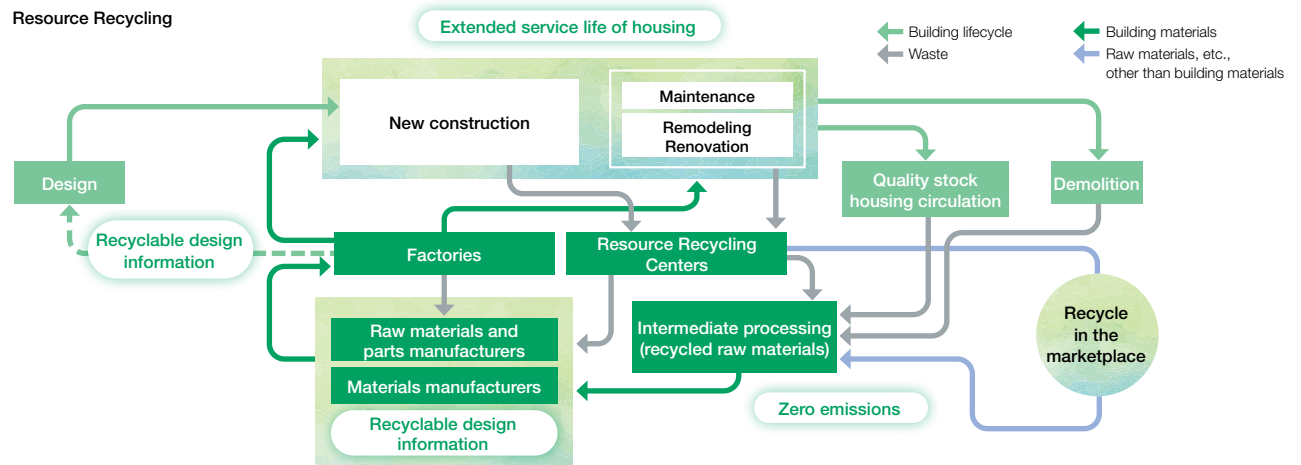 Resource Recycling
Extended service life of housing
Building lifecycle
Waste
Building materials
Raw materials, etc.,
other than building materials
New construction
Maintenance
Remodeling
Renovation
Design
Quality stock
housing circulation
Demolition
Recyclable design
information
Factories
Resource Recycling
Centers
Raw materials and
parts manufacturers
Materials manufacturers
Recyclable design
information
Intermediate processing
(recycled raw materials)
Zero emissions
Recycle
in the
marketplace